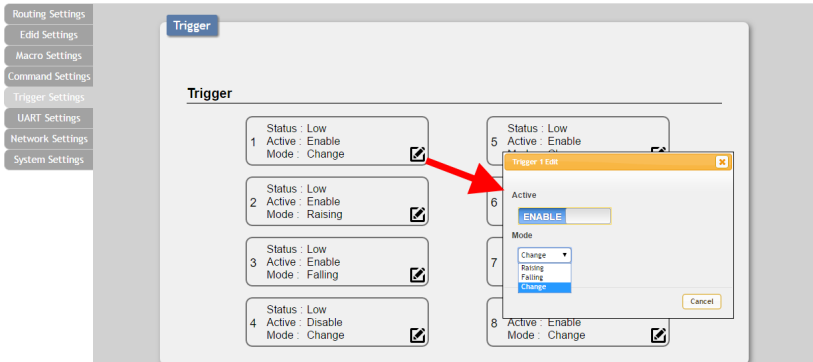 Routing Settings
Edid Settings
Macro Settings
Command Settings
Trigger Settings
UART Settings
Network Settings
System Settings
Trigger
Trigger
1
Status : Low
Active : Enable
Mode : Change
2
Status : Low
Active : Enable
Mode : Raising
3
Status : Low
Active : Enable
Mode : Falling
4
Status : Low
Active : Disable
Mode : Change
5
Status : Low
Active : Enable
6
7
8
Active : Enable
Mode : Change
Trigger 1 Edit
Active
ENABLE
Mode
Change
Raising
Falling
Change
Cancel